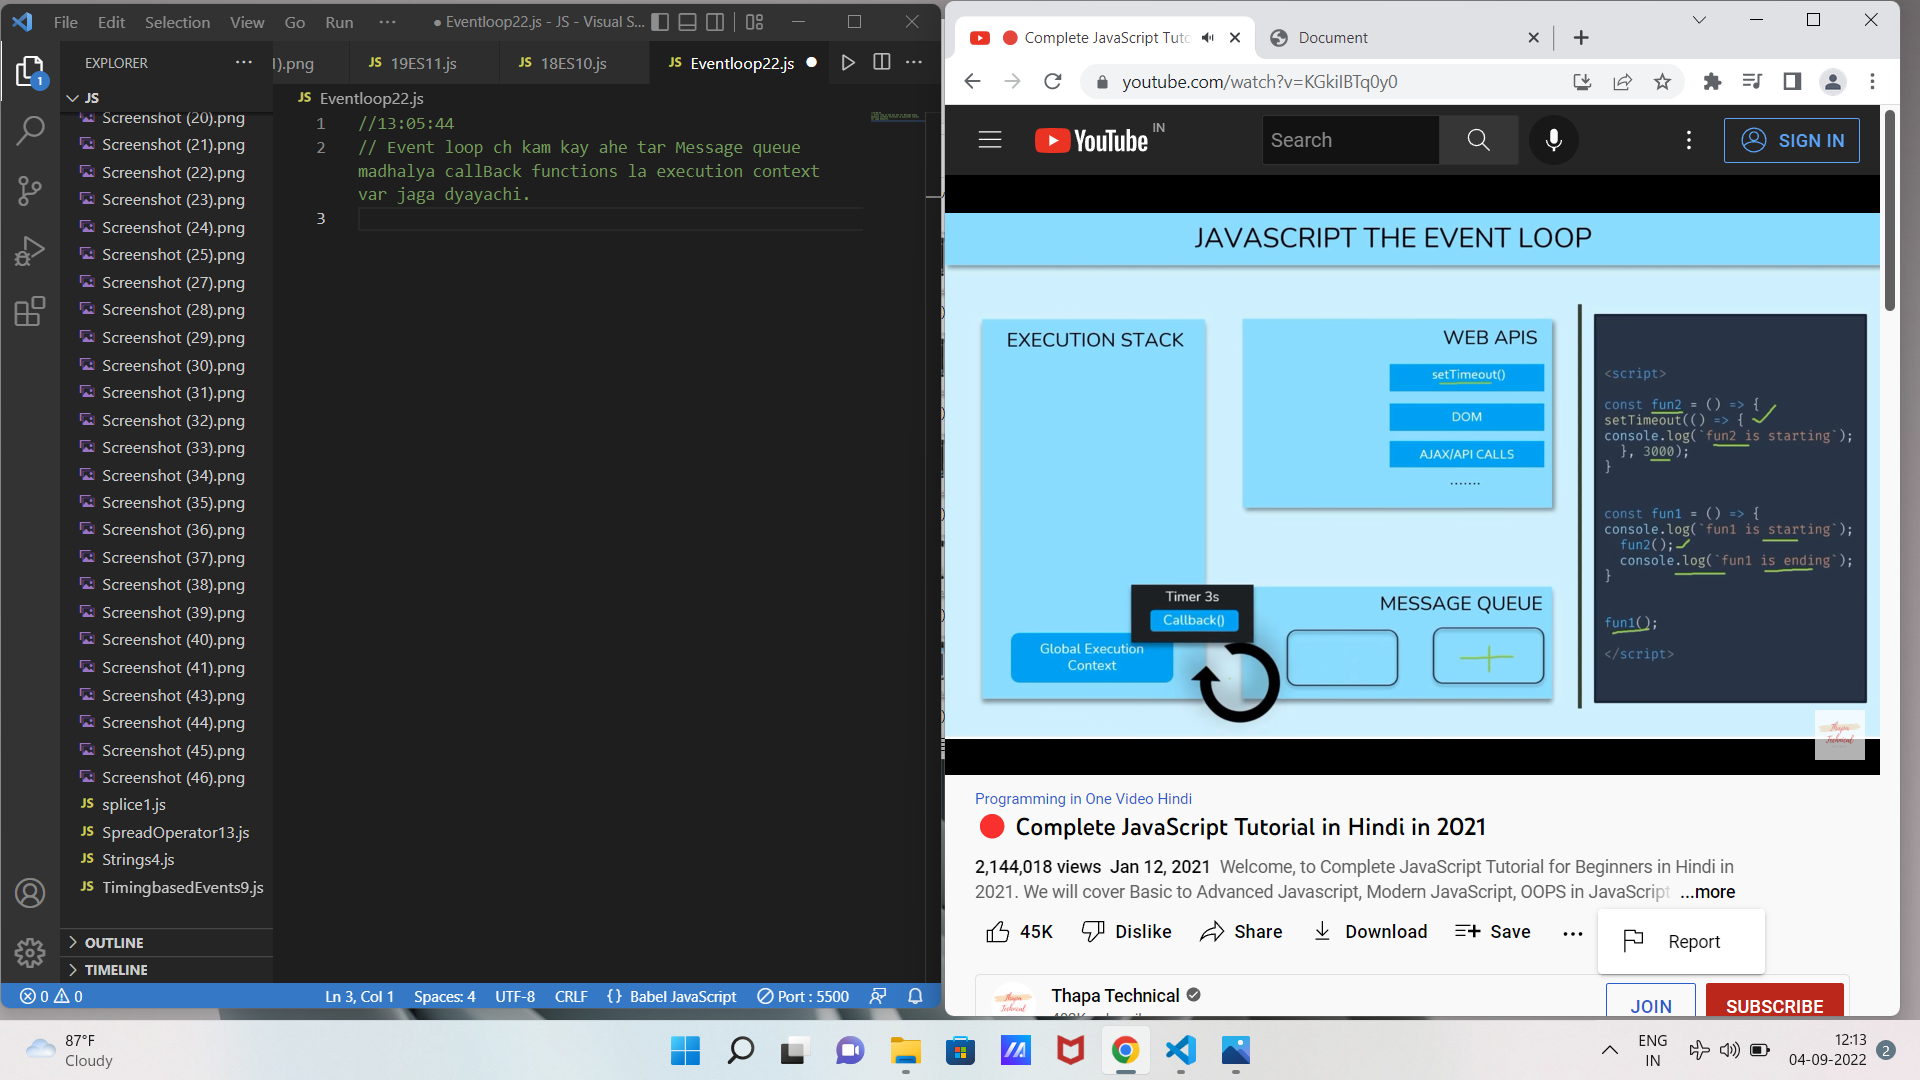 File Edit Selection View Go Run ··· ● Eventloop22.js - JS - Visual S...
EXPLORER ···
JS
Screenshot (20).png
Screenshot (21).png
Screenshot (22).png
Screenshot (23).png
Screenshot (24).png
Screenshot (25).png
Screenshot (27).png
Screenshot (28).png
Screenshot (29).png
Screenshot (30).png
Screenshot (31).png
Screenshot (32).png
Screenshot (33).png
Screenshot (34).png
Screenshot (35).png
Screenshot (36).png
Screenshot (37).png
Screenshot (38).png
Screenshot (39).png
Screenshot (40).png
Screenshot (41).png
Screenshot (43).png
Screenshot (44).png
Screenshot (45).png
Screenshot (46).png
JS splice1.js
JS SpreadOperator13.js
JS Strings4.js
JS TimingbasedEvents9.js
OUTLINE
TIMELINE
1
).png JS 19ES11.js JS 18ES10.js JS Eventloop22.js
JS Eventloop22.js
1 //13:05:44
2 // Event loop ch kam kay ahe tar Message queue
madhalya callBack functions la execution context
var jaga dyayachi.
3
0 0 Ln 3, Col 1 Spaces: 4 UTF-8 CRLF {} Babel JavaScript Port : 5500
Complete JavaScript Tuto Document
youtube.com/watch?v=KGkiIBTq0y0
YouTube IN Search SIGN IN
JAVASCRIPT THE EVENT LOOP
EXECUTION STACK
Global Execution
Context
Timer 3s
Callback()
WEB APIS
setTimeout()
DOM
AJAX/API CALLS
.......
MESSAGE QUEUE
<script>
const fun2 = () => {
setTimeout(() => {
console.log(`fun2 is starting`);
}, 3000);
}
const fun1 = () => {
console.log(`fun1 is starting`);
fun2();
console.log(`fun1 is ending`);
}
fun1();
</script>
Thapa
Technical
Programming in One Video Hindi
Complete JavaScript Tutorial in Hindi in 2021
2,144,018 views Jan 12, 2021 Welcome, to Complete JavaScript Tutorial for Beginners in Hindi in
2021. We will cover Basic to Advanced Javascript, Modern JavaScript, OOPS in JavaScript ...more
45K Dislike Share Download Save ··· Report
Thapa Technical
JOIN SUBSCRIBE
87°F
Cloudy
ENG
IN
12:13
04-09-2022
2